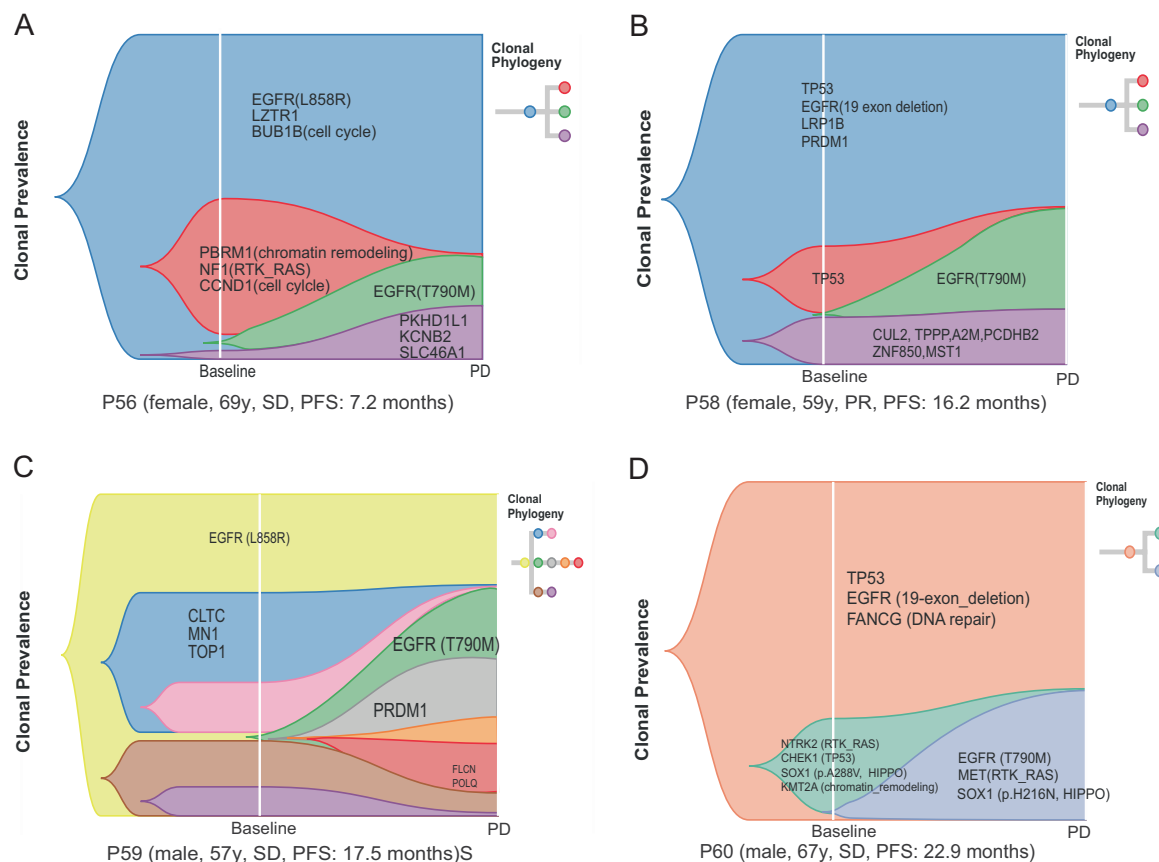 A
Clonal
Phylogeny
Clonal Prevalence
EGFR(L858R)
LZTR1
BUB1B(cell cycle)
PBRM1(chromatin remodeling)
NF1(RTK_RAS)
CCND1(cell cylcle)
EGFR(T790M)
PKHD1L1
KCNB2
SLC46A1
Baseline
PD
P56 (female, 69y, SD, PFS: 7.2 months)
B
Clonal
Phylogeny
Clonal Prevalence
TP53
EGFR(19 exon deletion)
LRP1B
PRDM1
TP53
EGFR(T790M)
CUL2, TPPP,A2M,PCDHB2
ZNF850,MST1
Baseline
PD
P58 (female, 59y, PR, PFS: 16.2 months)
C
Clonal
Phylogeny
Clonal Prevalence
EGFR (L858R)
CLTC
MN1
TOP1
EGFR (T790M)
PRDM1
FLCN
POLQ
Baseline
PD
P59 (male, 57y, SD, PFS: 17.5 months)S
D
Clonal
Phylogeny
Clonal Prevalence
TP53
EGFR (19-exon_deletion)
FANCG (DNA repair)
NTRK2 (RTK_RAS)
CHEK1 (TP53)
SOX1 (p.A288V, HIPPO)
KMT2A (chromatin_remodeling)
EGFR (T790M)
MET(RTK_RAS)
SOX1 (p.H216N, HIPPO)
Baseline
PD
P60 (male, 67y, SD, PFS: 22.9 months)